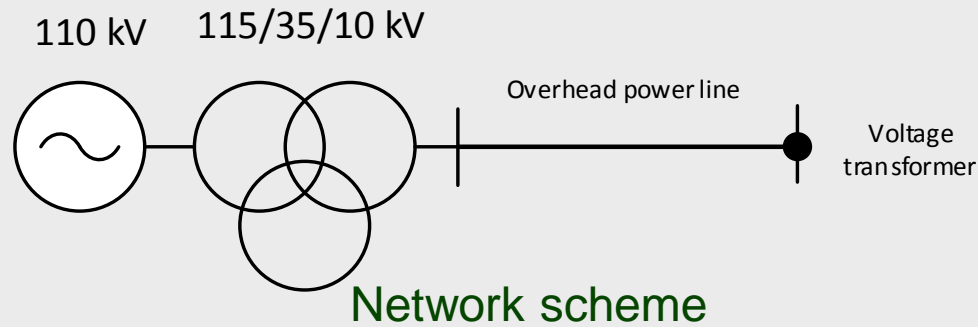 110 kV
115/35/10 kV
Overhead power line
Voltage
transformer
Network scheme